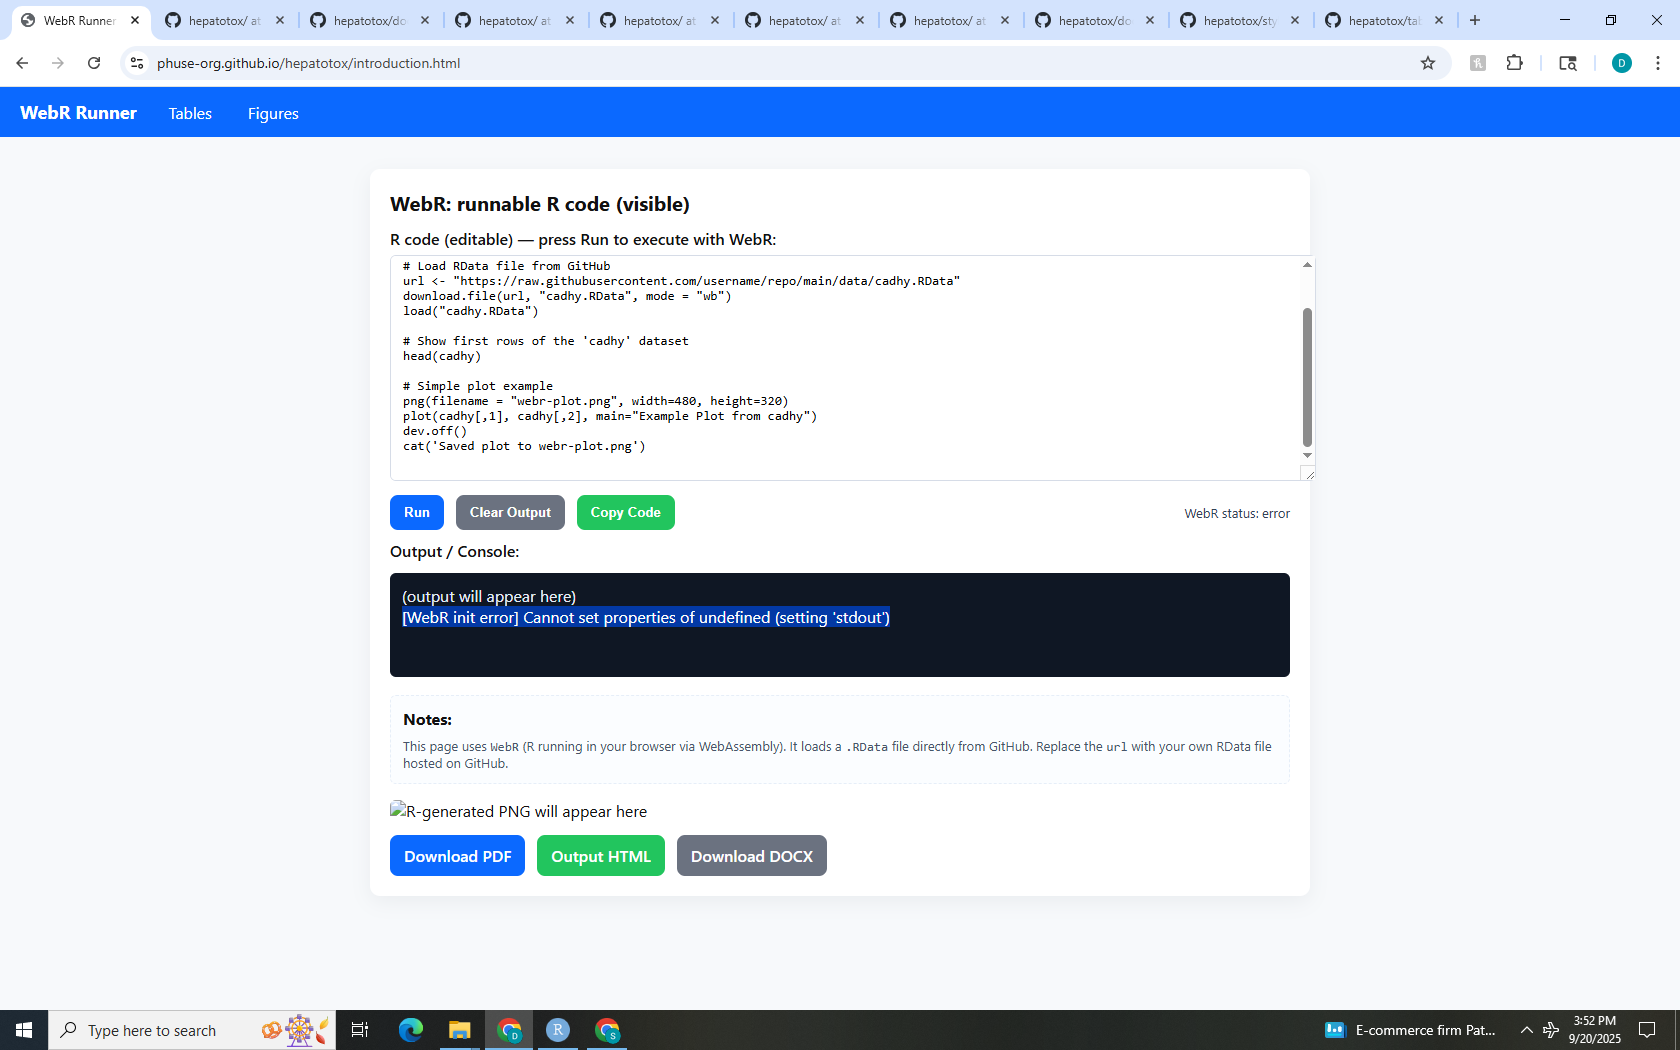 WebR Runner
hepatotox/ at
hepatotox/do
hepatotox/ at
hepatotox/ at
hepatotox/ at
hepatotox/ at
hepatotox/do
hepatotox/sty
hepatotox/tab
phuse-org.github.io/hepatotox/introduction.html
D
WebR Runner
Tables
Figures
WebR: runnable R code (visible)
R code (editable) — press Run to execute with WebR:
# Load RData file from GitHub
url <- "https://raw.githubusercontent.com/username/repo/main/data/cadhy.RData"
download.file(url, "cadhy.RData", mode = "wb")
load("cadhy.RData")
# Show first rows of the 'cadhy' dataset
head(cadhy)
# Simple plot example
png(filename = "webr-plot.png", width=480, height=320)
plot(cadhy[,1], cadhy[,2], main="Example Plot from cadhy")
dev.off()
cat('Saved plot to webr-plot.png')
Run
Clear Output
Copy Code
WebR status: error
Output / Console:
(output will appear here)
[WebR init error] Cannot set properties of undefined (setting 'stdout')
Notes:
This page uses WebR (R running in your browser via WebAssembly). It loads a .RData file directly from GitHub. Replace the url with your own RData file
hosted on GitHub.
R-generated PNG will appear here
Download PDF
Output HTML
Download DOCX
Type here to search
D
R
S
E-commerce firm Pat...
3:52 PM
9/20/2025